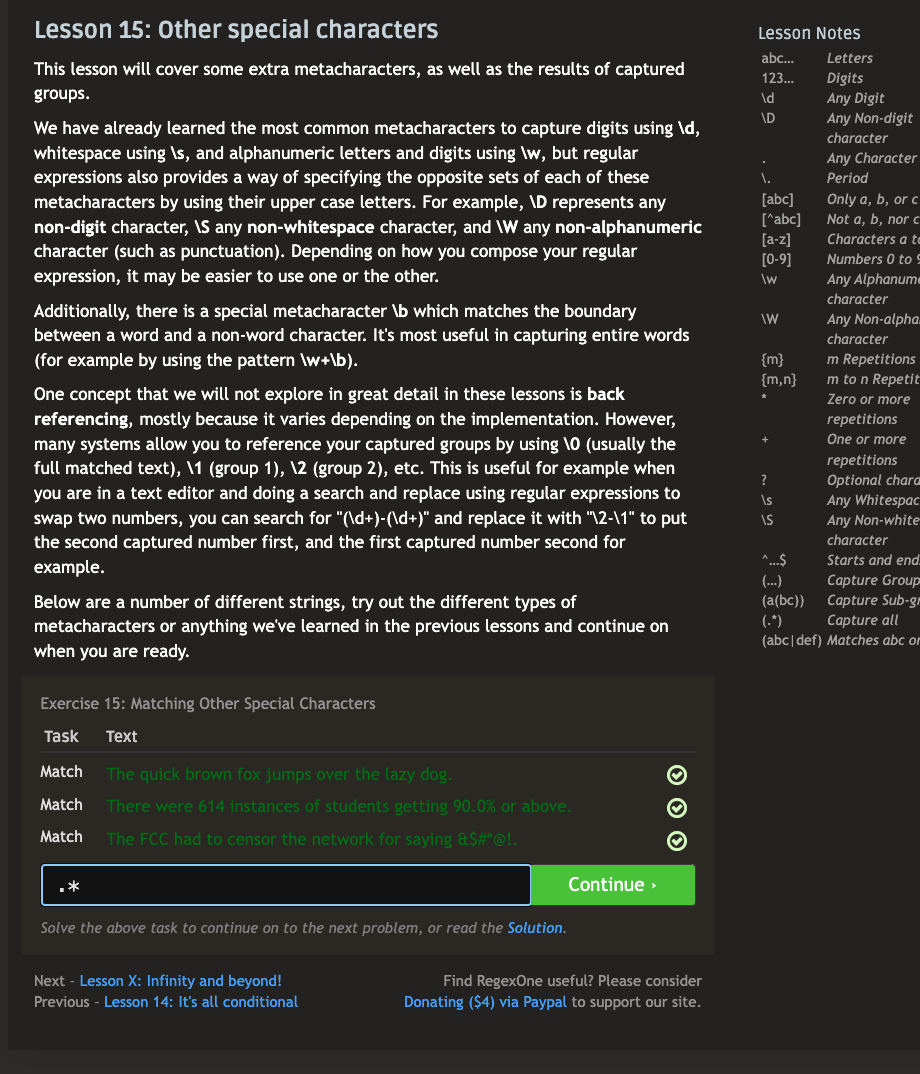 Lesson 15: Other special characters
This lesson will cover some extra metacharacters, as well as the results of captured
groups.
We have already learned the most common metacharacters to capture digits using \d,
whitespace using \s, and alphanumeric letters and digits using \w, but regular
expressions also provides a way of specifying the opposite sets of each of these
metacharacters by using their upper case letters. For example, \D represents any
non-digit character, \S any non-whitespace character, and \W any non-alphanumeric
character (such as punctuation). Depending on how you compose your regular
expression, it may be easier to use one or the other.
Additionally, there is a special metacharacter \b which matches the boundary
between a word and a non-word character. It's most useful in capturing entire words
(for example by using the pattern \w+\b).
One concept that we will not explore in great detail in these lessons is back
referencing, mostly because it varies depending on the implementation. However,
many systems allow you to reference your captured groups by using \0 (usually the
full matched text), \1 (group 1), \2 (group 2), etc. This is useful for example when
you are in a text editor and doing a search and replace using regular expressions to
swap two numbers, you can search for "(\d+)-(\d+)" and replace it with "\2-\1" to put
the second captured number first, and the first captured number second for
example.
Below are a number of different strings, try out the different types of
metacharacters or anything we've learned in the previous lessons and continue on
when you are ready.
Exercise 15: Matching Other Special Characters
Task Text
Match The quick brown fox jumps over the lazy dog.
Match There were 614 instances of students getting 90.0% or above.
Match The FCC had to censor the network for saying &$#*@!.
.* Continue ›
Solve the above task to continue on to the next problem, or read the Solution.
Next – Lesson X: Infinity and beyond!
Previous – Lesson 14: It's all conditional
Find RegexOne useful? Please consider
Donating ($4) via Paypal to support our site.
Lesson Notes
abc… Letters
123… Digits
\d Any Digit
\D Any Non-digit
character
. Any Character
\. Period
[abc] Only a, b, or c
[^abc] Not a, b, nor c
[a-z] Characters a to
[0-9] Numbers 0 to 9
\w Any Alphanume
character
\W Any Non-alpha
character
{m} m Repetitions
{m,n} m to n Repetit
* Zero or more
repetitions
+ One or more
repetitions
? Optional chara
\s Any Whitespac
\S Any Non-white
character
^…$ Starts and end
(…) Capture Group
(a(bc)) Capture Sub-gr
(.*) Capture all
(abc|def) Matches abc or